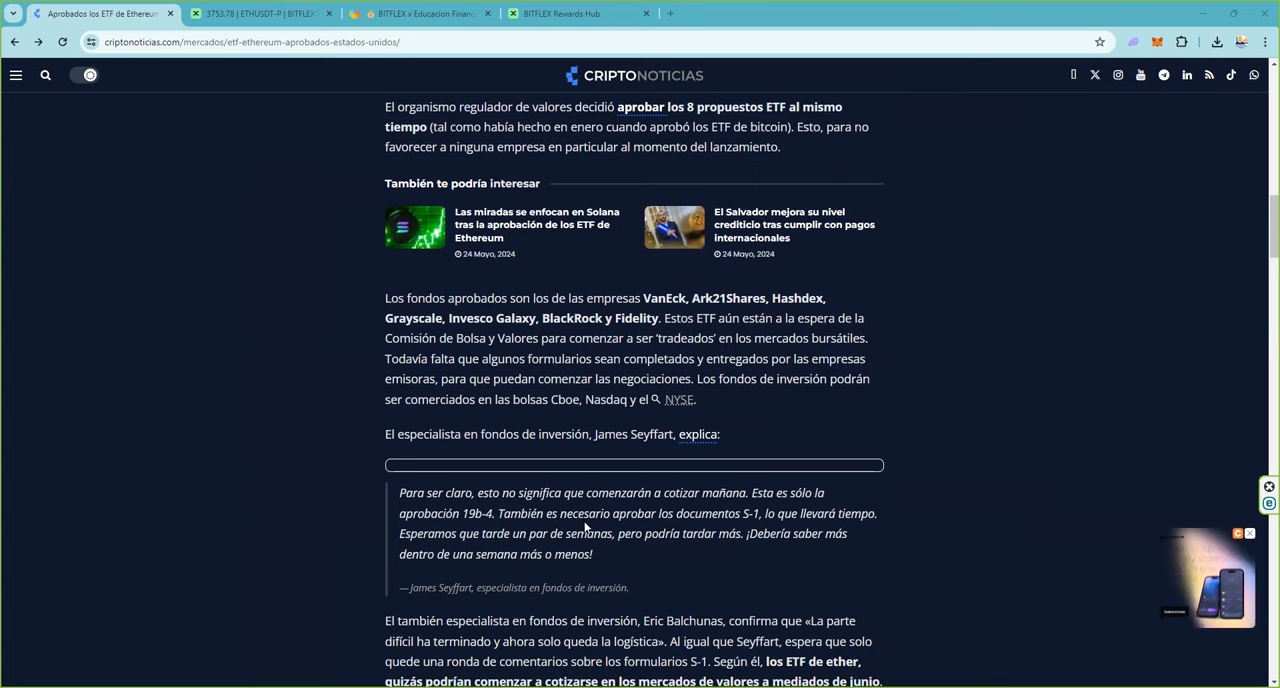 Aprobados los ETF de Ethereum
3753.78 | ETHUSDT-P | BITFLEX
BITFLEX x Educacion Financ
BITFLEX Rewards Hub
criptonoticias.com/mercados/etf-ethereum-aprobados-estados-unidos/
CRIPTONOTICIAS
El organismo regulador de valores decidió aprobar los 8 propuestos ETF al mismo
tiempo (tal como había hecho en enero cuando aprobó los ETF de bitcoin). Esto, para no
favorecer a ninguna empresa en particular al momento del lanzamiento.
También te podría interesar
Las miradas se enfocan en Solana
tras la aprobación de los ETF de
Ethereum
24 Mayo, 2024
El Salvador mejora su nivel
crediticio tras cumplir con pagos
internacionales
24 Mayo, 2024
Los fondos aprobados son los de las empresas VanEck, Ark21Shares, Hashdex,
Grayscale, Invesco Galaxy, BlackRock y Fidelity. Estos ETF aún están a la espera de la
Comisión de Bolsa y Valores para comenzar a ser ‘tradeados’ en los mercados bursátiles.
Todavía falta que algunos formularios sean completados y entregados por las empresas
emisoras, para que puedan comenzar las negociaciones. Los fondos de inversión podrán
ser comerciados en las bolsas Cboe, Nasdaq y el NYSE.
El especialista en fondos de inversión, James Seyffart, explica:
Para ser claro, esto no significa que comenzarán a cotizar mañana. Esta es sólo la
aprobación 19b-4. También es necesario aprobar los documentos S-1, lo que llevará tiempo.
Esperamos que tarde un par de semanas, pero podría tardar más. ¡Debería saber más
dentro de una semana más o menos!
— James Seyffart, especialista en fondos de inversión.
El también especialista en fondos de inversión, Eric Balchunas, confirma que «La parte
difícil ha terminado y ahora solo queda la logística». Al igual que Seyffart, espera que solo
quede una ronda de comentarios sobre los formularios S-1. Según él, los ETF de ether,
quizás podrían comenzar a cotizarse en los mercados de valores a mediados de junio.